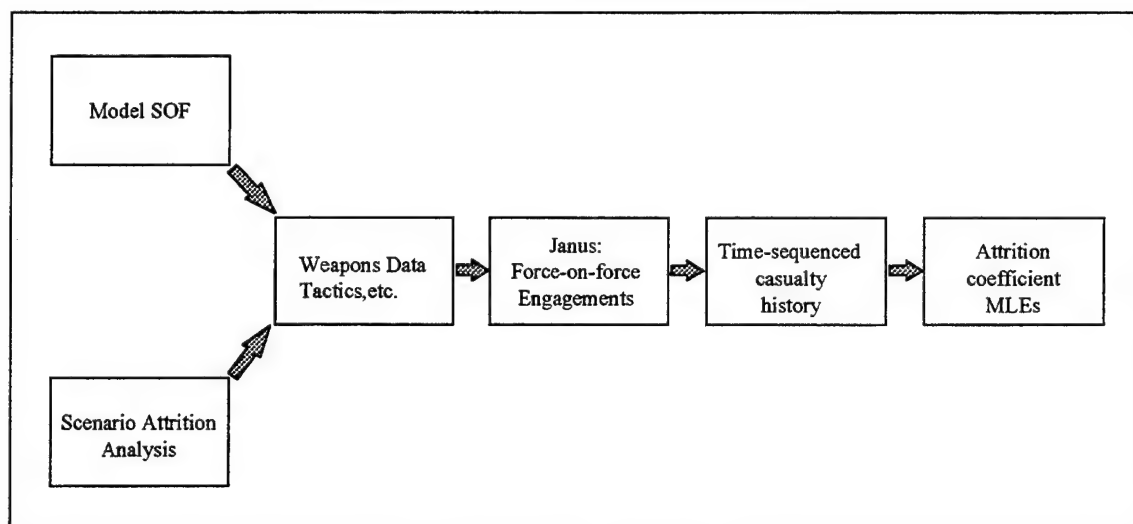 Model SOF
Scenario Attrition
Analysis
Weapons Data
Tactics,etc.
Janus:
Force-on-force
Engagements
Time-sequenced
casualty
history
Attrition
coefficient
MLEs